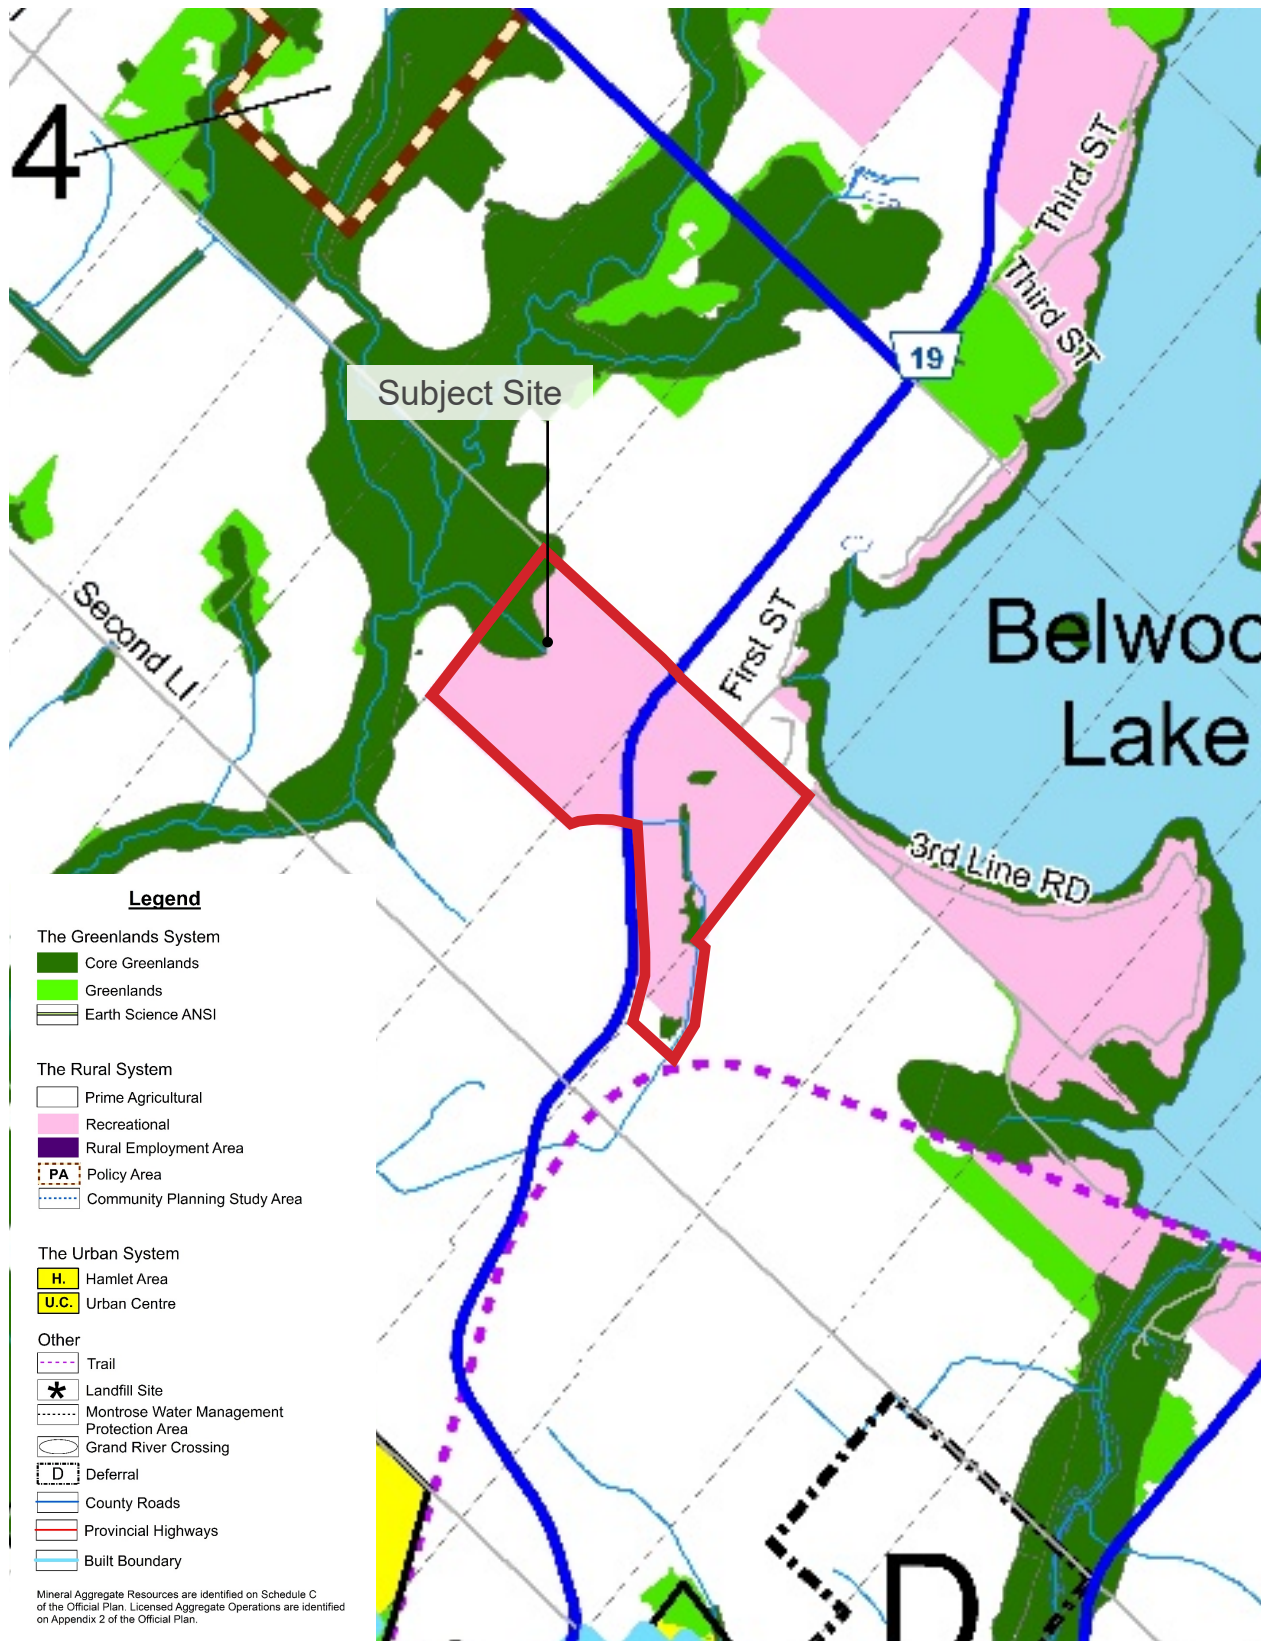 4
Third ST
Third ST
19
Subject Site
Second LI
First ST
Belwoo
Lake
3rd Line RD
Legend
The Greenlands System
Core Greenlands
Greenlands
Earth Science ANSI
The Rural System
Prime Agricultural
Recreational
Rural Employment Area
PA Policy Area
Community Planning Study Area
The Urban System
H. Hamlet Area
U.C. Urban Centre
Other
Trail
Landfill Site
Montrose Water Management
Protection Area
Grand River Crossing
D Deferral
County Roads
Provincial Highways
Built Boundary
Mineral Aggregate Resources are identified on Schedule C
of the Official Plan. Licensed Aggregate Operations are identified
on Appendix 2 of the Official Plan.
D